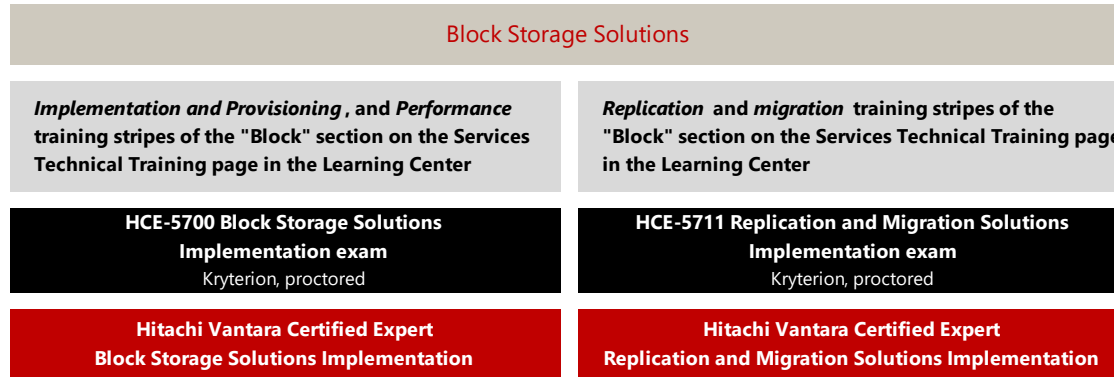 Block Storage Solutions
Implementation and Provisioning, and Performance
training stripes of the "Block" section on the Services
Technical Training page in the Learning Center
Replication and migration training stripes of the
"Block" section on the Services Technical Training page
in the Learning Center
HCE-5700 Block Storage Solutions
Implementation exam
Kryterion, proctored
HCE-5711 Replication and Migration Solutions
Implementation exam
Kryterion, proctored
Hitachi Vantara Certified Expert
Block Storage Solutions Implementation
Hitachi Vantara Certified Expert
Replication and Migration Solutions Implementation